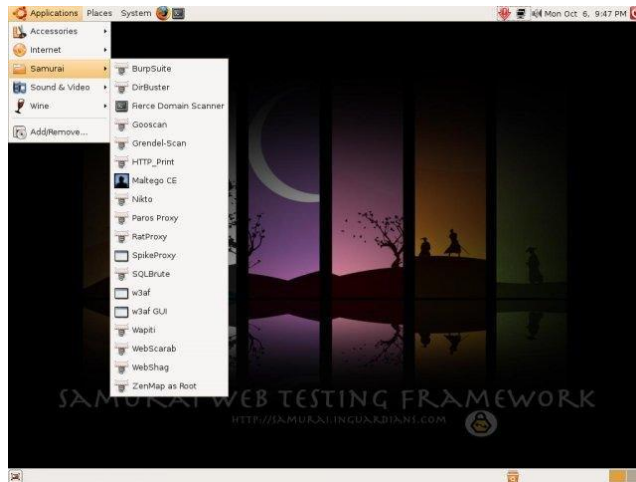 Applications Places System
Mon Oct 6, 9:47 PM
Accessories
Internet
Samurai
Sound & Video
Wine
Add/Remove...
BurpSuite
DirBuster
Fierce Domain Scanner
Gooscan
Grendel-Scan
HTTP_Print
Maltego CE
Nikto
Paros Proxy
RatProxy
SpikeProxy
SQLBrute
w3af
w3af GUI
Wapiti
WebScarab
WebShag
ZenMap as Root
SAMURAI WEB TESTING FRAMEWORK
HTTP://SAMURAI.INGUARDIANS.COM